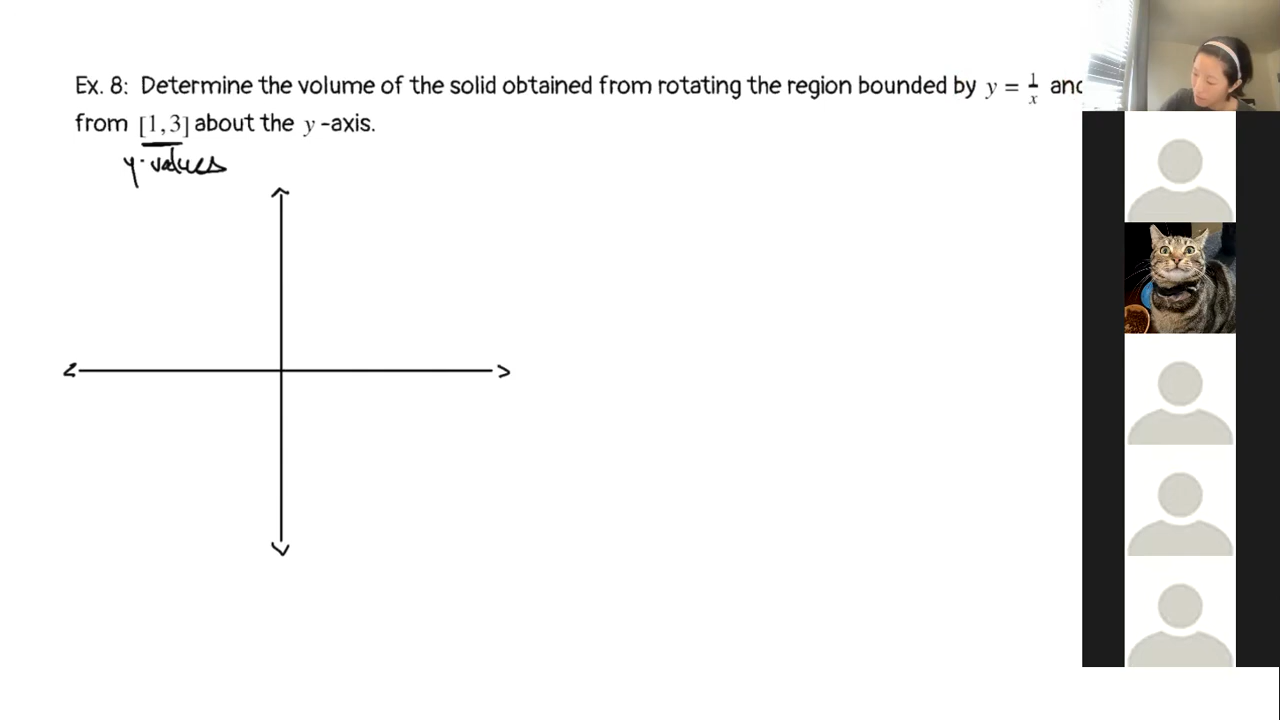 Ex. 8: Determine the volume of the solid obtained from rotating the region bounded by y = 1/x and
from [1, 3] about the y-axis.
y-values